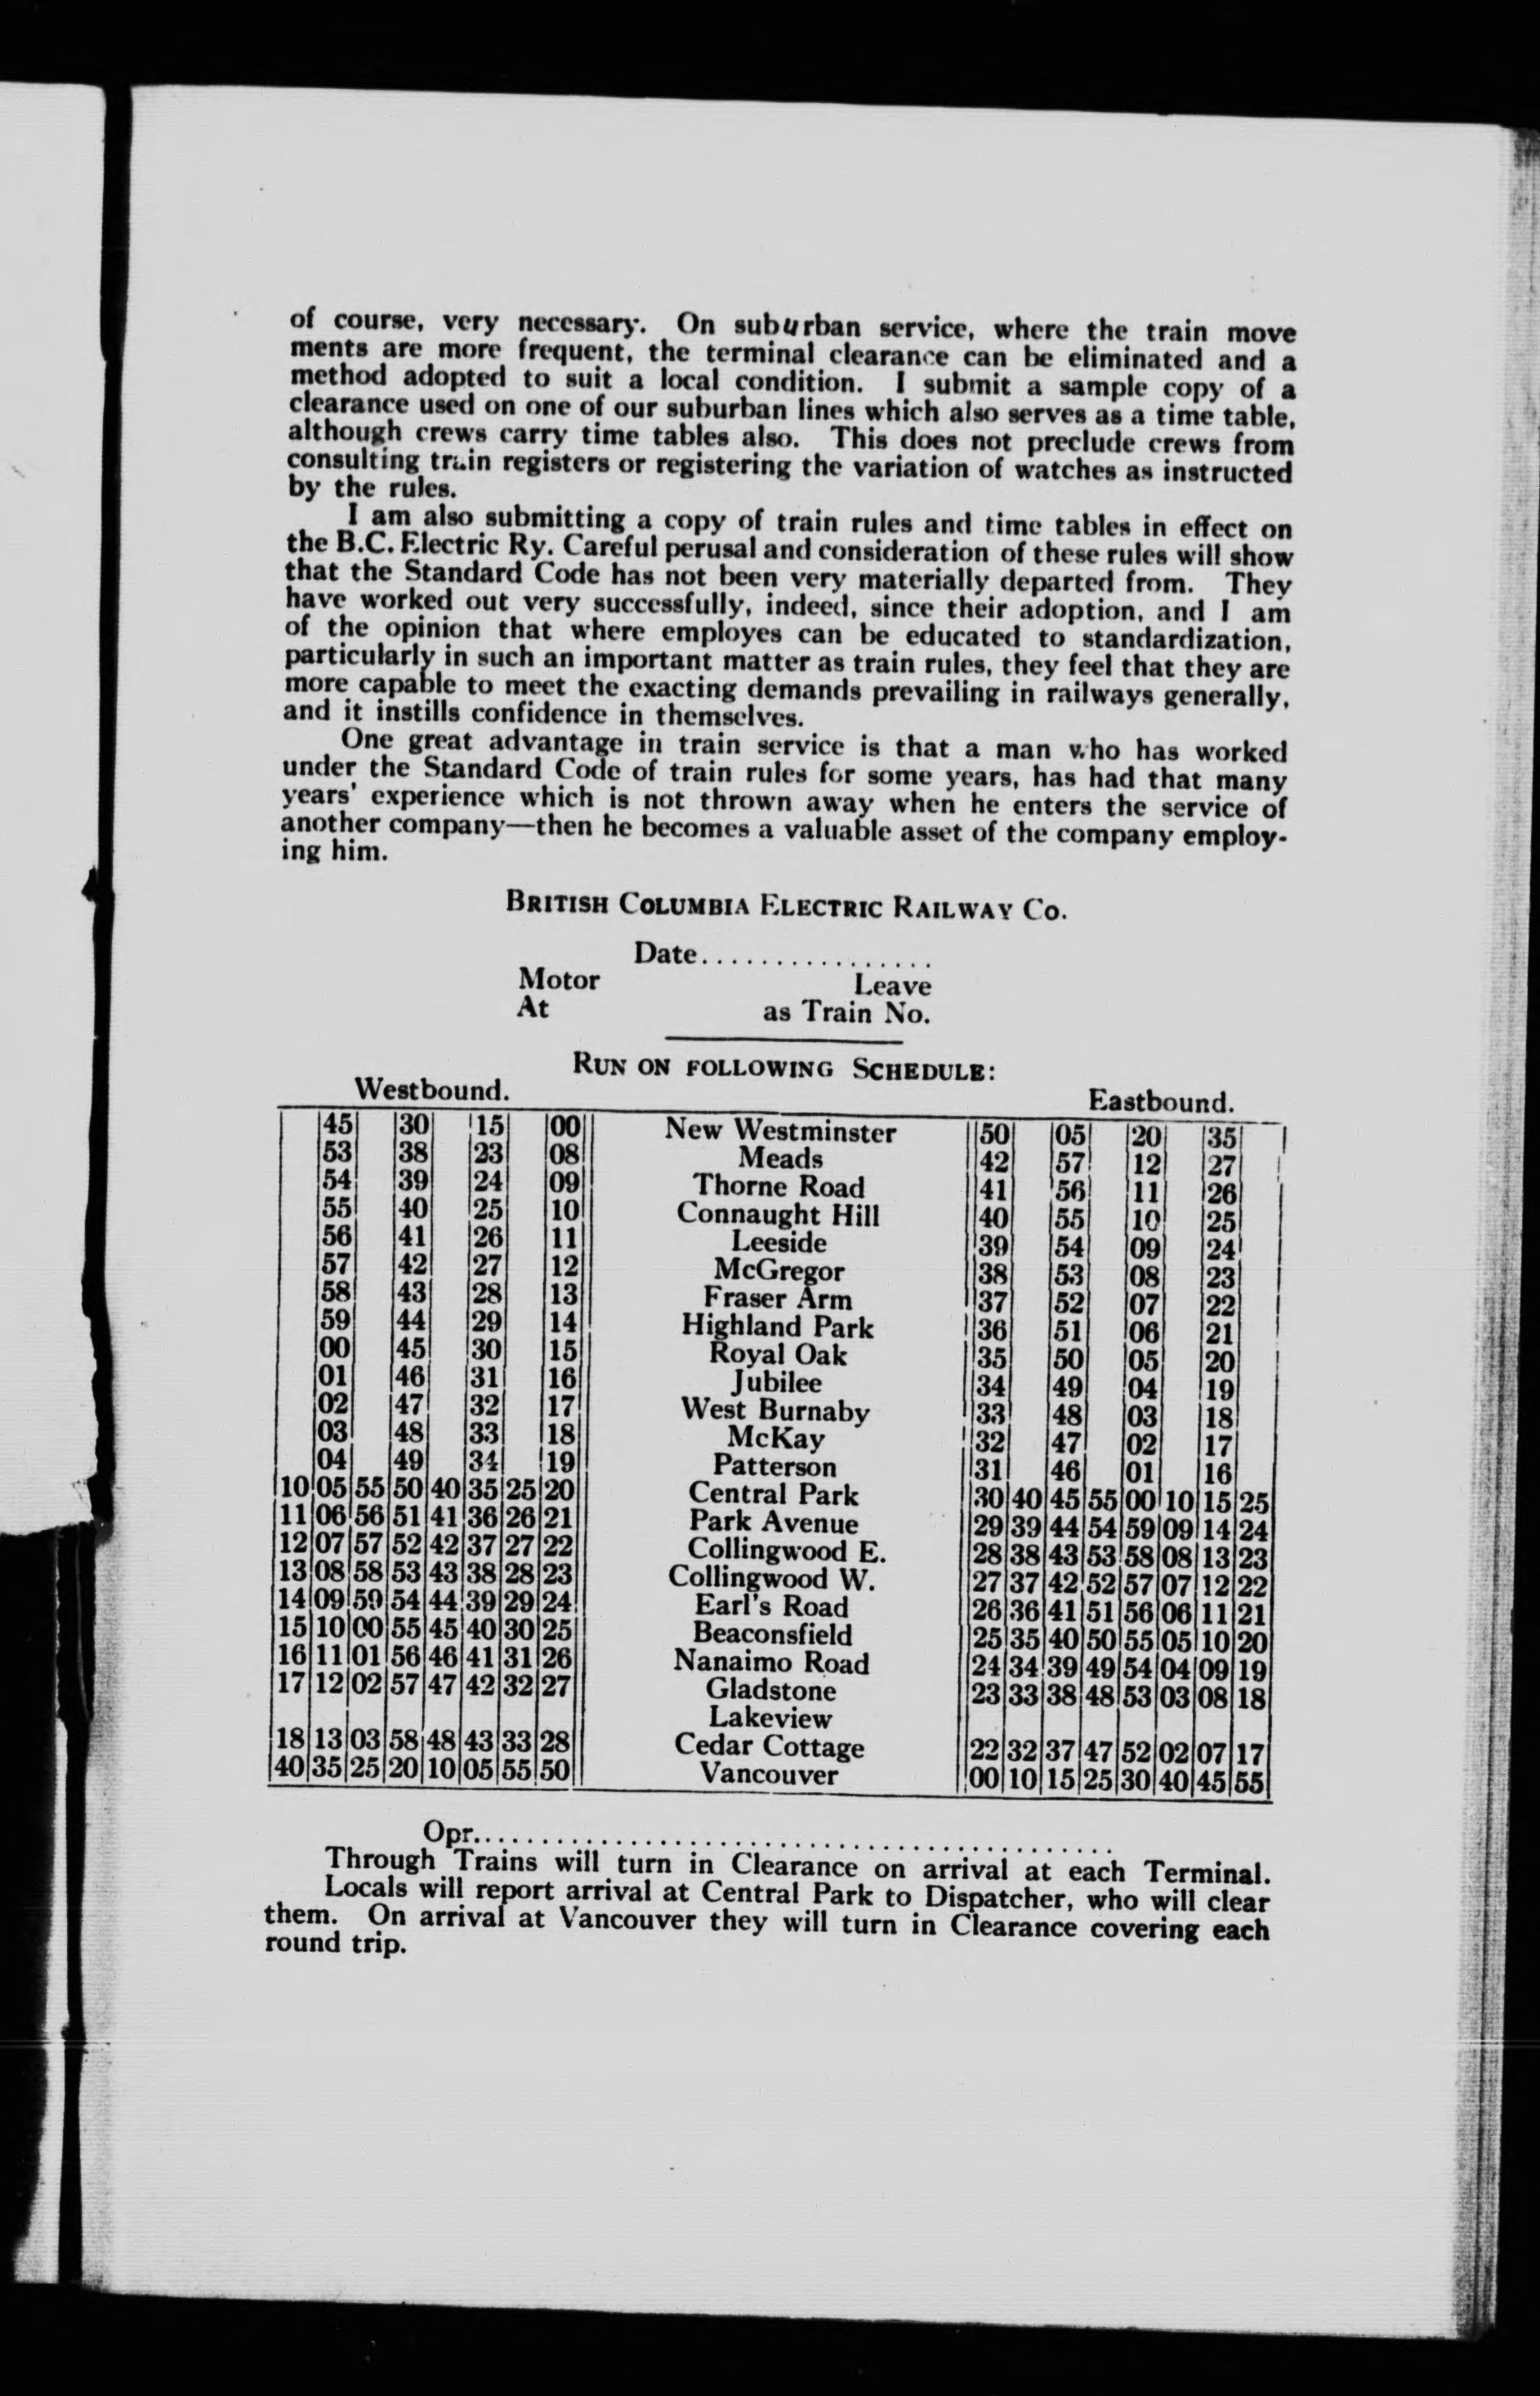 of course, very necessary. On suburban service, where the train move
ments are more frequent, the terminal clearance can be eliminated and a
method adopted to suit a local condition. I submit a sample copy of a
clearance used on one of our suburban lines which also serves as a time table,
although crews carry time tables also. This does not preclude crews from
consulting train registers or registering the variation of watches as instructed
by the rules.
I am also submitting a copy of train rules and time tables in effect on
the B.C. Electric Ry. Careful perusal and consideration of these rules will show
that the Standard Code has not been very materially departed from. They
have worked out very successfully, indeed, since their adoption, and I am
of the opinion that where employes can be educated to standardization,
particularly in such an important matter as train rules, they feel that they are
more capable to meet the exacting demands prevailing in railways generally,
and it instills confidence in themselves.
One great advantage in train service is that a man who has worked
under the Standard Code of train rules for some years, has had that many
years' experience which is not thrown away when he enters the service of
another company—then he becomes a valuable asset of the company employ-
ing him.
BRITISH COLUMBIA ELECTRIC RAILWAY CO.
Date................
Motor Leave
At as Train No.
RUN ON FOLLOWING SCHEDULE:
Westbound. Eastbound.
45 30 15 00 New Westminster 50 05 20 35
53 38 23 08 Meads 42 57 12 27
54 39 24 09 Thorne Road 41 56 11 26
55 40 25 10 Connaught Hill 40 55 10 25
56 41 26 11 Leeside 39 54 09 24
57 42 27 12 McGregor 38 53 08 23
58 43 28 13 Fraser Arm 37 52 07 22
59 44 29 14 Highland Park 36 51 06 21
00 45 30 15 Royal Oak 35 50 05 20
01 46 31 16 Jubilee 34 49 04 19
02 47 32 17 West Burnaby 33 48 03 18
03 48 33 18 McKay 32 47 02 17
04 49 34 19 Patterson 31 46 01 16
10 05 55 50 40 35 25 20 Central Park 30 40 45 55 00 10 15 25
11 06 56 51 41 36 26 21 Park Avenue 29 39 44 54 59 09 14 24
12 07 57 52 42 37 27 22 Collingwood E. 28 38 43 53 58 08 13 23
13 08 58 53 43 38 28 23 Collingwood W. 27 37 42 52 57 07 12 22
14 09 59 54 44 39 29 24 Earl's Road 26 36 41 51 56 06 11 21
15 10 00 55 45 40 30 25 Beaconsfield 25 35 40 50 55 05 10 20
16 11 01 56 46 41 31 26 Nanaimo Road 24 34 39 49 54 04 09 19
17 12 02 57 47 42 32 27 Gladstone 23 33 38 48 53 03 08 18
Lakeview
18 13 03 58 48 43 33 28 Cedar Cottage 22 32 37 47 52 02 07 17
40 35 25 20 10 05 55 50 Vancouver 00 10 15 25 30 40 45 55
Opr................................................
Through Trains will turn in Clearance on arrival at each Terminal.
Locals will report arrival at Central Park to Dispatcher, who will clear
them. On arrival at Vancouver they will turn in Clearance covering each
round trip.